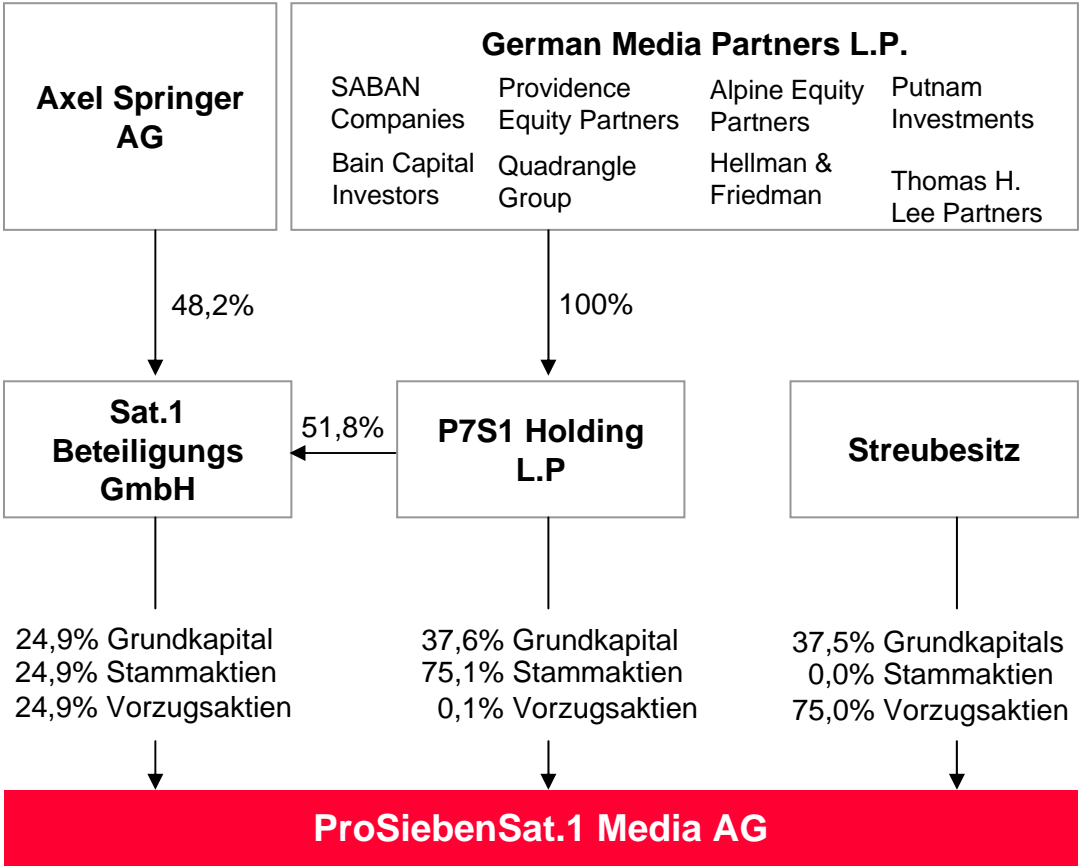 Axel Springer
AG
German Media Partners L.P.
SABAN
Companies
Providence
Equity Partners
Alpine Equity
Partners
Putnam
Investments
Bain Capital
Investors
Quadrangle
Group
Hellman &
Friedman
Thomas H.
Lee Partners
48,2%
100%
Sat.1
Beteiligungs
GmbH
51,8%
P7S1 Holding
L.P
Streubesitz
24,9% Grundkapital
24,9% Stammaktien
24,9% Vorzugsaktien
37,6% Grundkapital
75,1% Stammaktien
0,1% Vorzugsaktien
37,5% Grundkapitals
0,0% Stammaktien
75,0% Vorzugsaktien
ProSiebenSat.1 Media AG